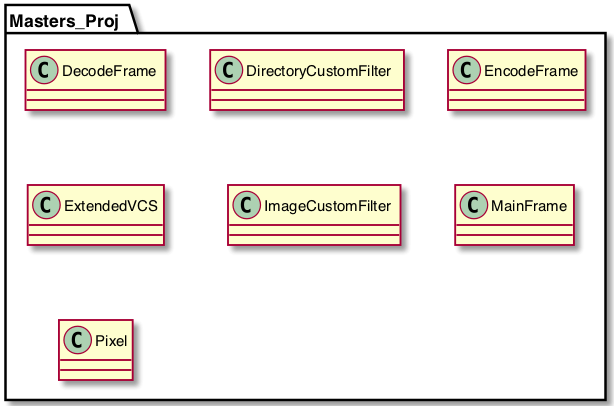 Masters_Proj
C DecodeFrame
C DirectoryCustomFilter
C EncodeFrame
C ExtendedVCS
C ImageCustomFilter
C MainFrame
C Pixel